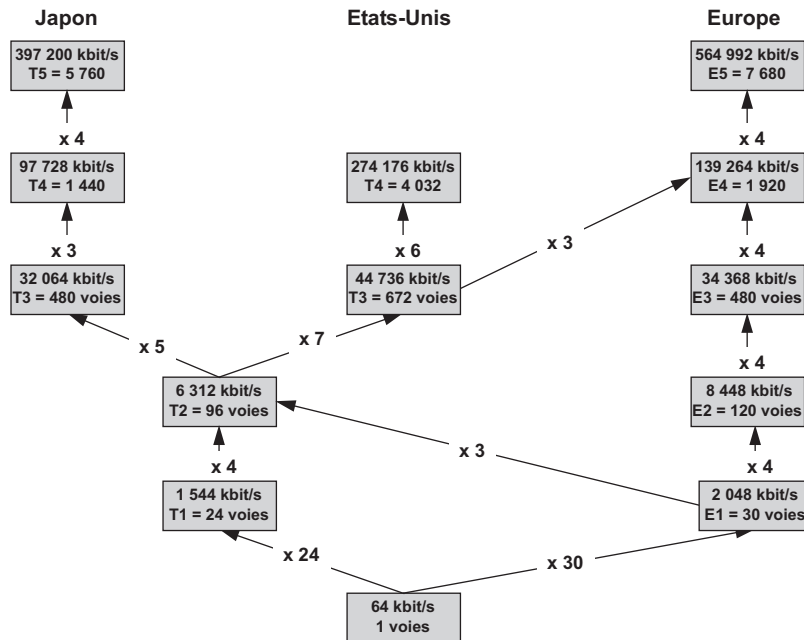 Japon
Etats-Unis
Europe
397 200 kbit/s
T5 = 5 760
564 992 kbit/s
E5 = 7 680
x 4
x 4
97 728 kbit/s
T4 = 1 440
274 176 kbit/s
T4 = 4 032
139 264 kbit/s
E4 = 1 920
x 3
x 6
x 3
x 4
32 064 kbit/s
T3 = 480 voies
44 736 kbit/s
T3 = 672 voies
34 368 kbit/s
E3 = 480 voies
x 5
x 7
x 4
6 312 kbit/s
T2 = 96 voies
8 448 kbit/s
E2 = 120 voies
x 4
x 3
x 4
1 544 kbit/s
T1 = 24 voies
2 048 kbit/s
E1 = 30 voies
x 24
x 30
64 kbit/s
1 voies